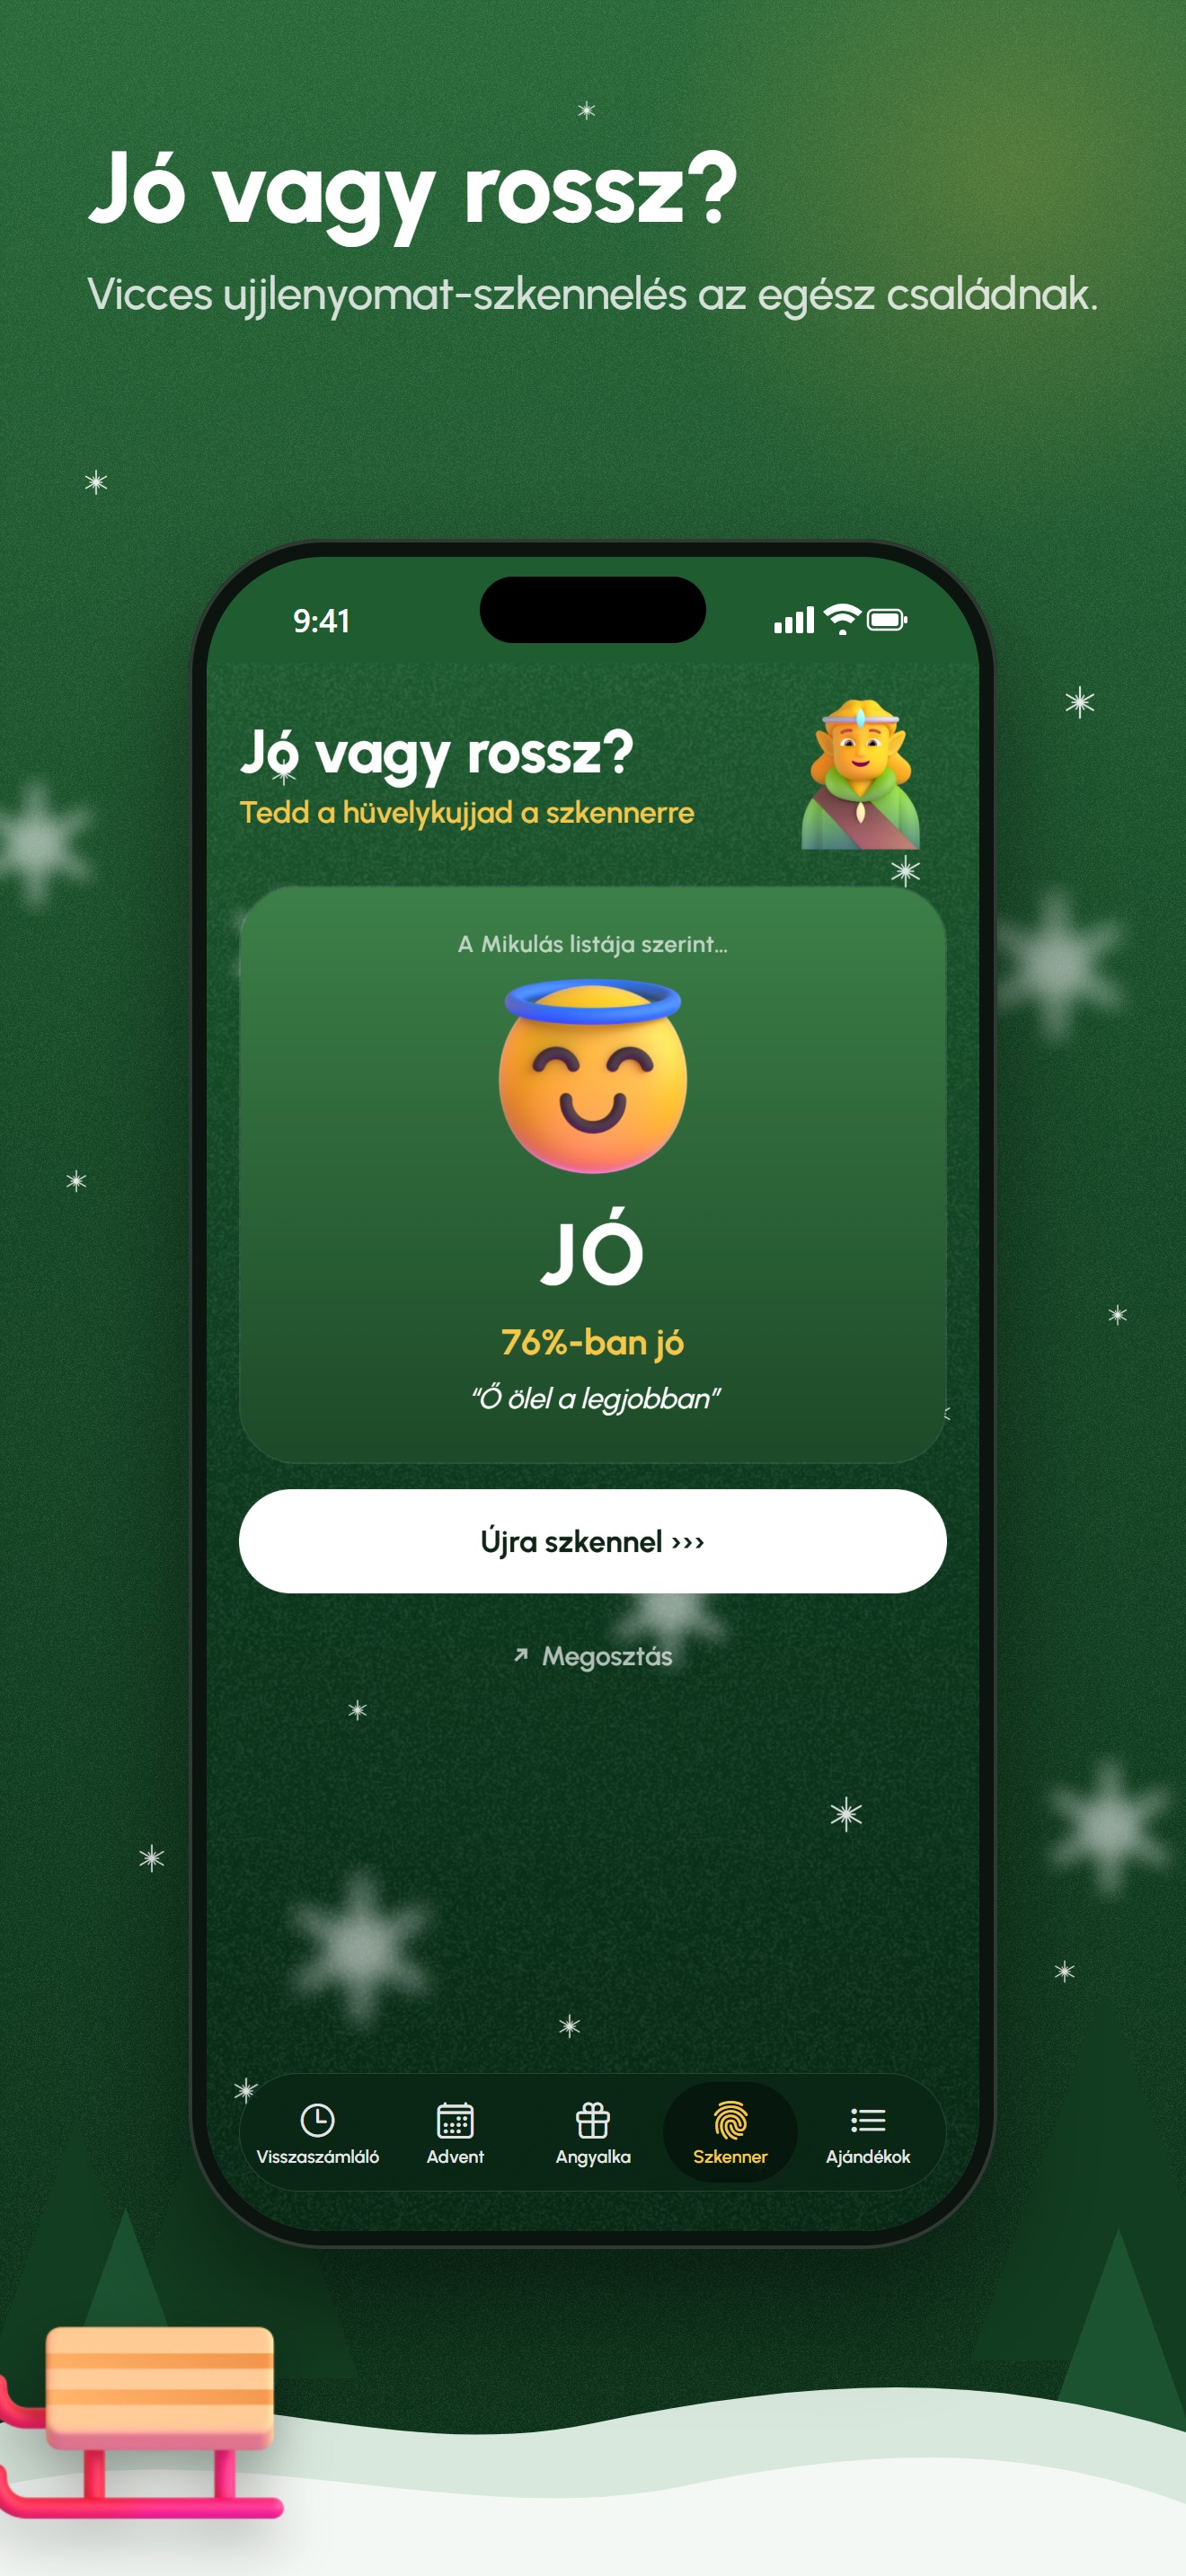 Jó vagy rossz?
Vicces ujjlenyomat-szkennelés az egész családnak.
9:41
Jó vagy rossz?
Tedd a hüvelykujjad a szkennerre
A Mikulás listája szerint...
JÓ
76%-ban jó
"Ő ölel a legjobban"
Újra szkennel ›››
↗ Megosztás
Visszaszámláló Advent Angyalka Szkenner Ajándékok